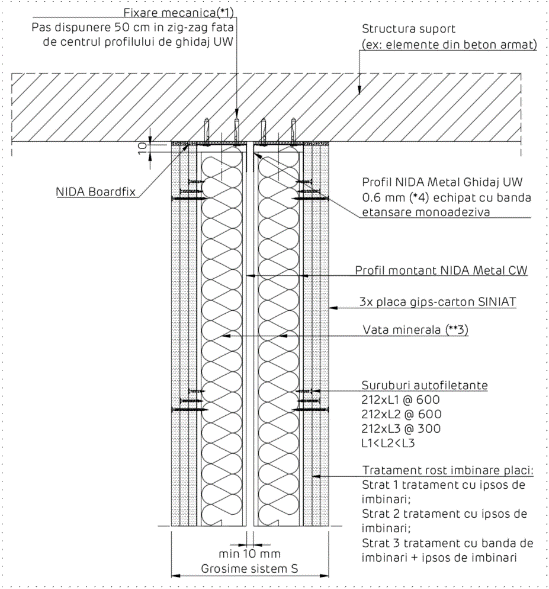 Fixare mecanica(*1)
Pas dispunere 50 cm in zig-zag fata
de centrul profilului de ghidaj UW
Structura suport
(ex: elemente din beton armat)
10
NIDA Boardfix
Profil NIDA Metal Ghidaj UW
0.6 mm (*4) echipat cu banda
etansare monoadeziva
Profil montant NIDA Metal CW
3x placa gips-carton SINIAT
Vata minerala (**3)
Suruburi autofiletante
212xL1 @ 600
212xL2 @ 600
212xL3 @ 300
L1<L2<L3
Tratament rost imbinare placi:
Strat 1 tratament cu ipsos de
imbinari;
Strat 2 tratament cu ipsos de
imbinari;
Strat 3 tratament cu banda de
imbinari + ipsos de imbinari
min 10 mm
Grosime sistem S